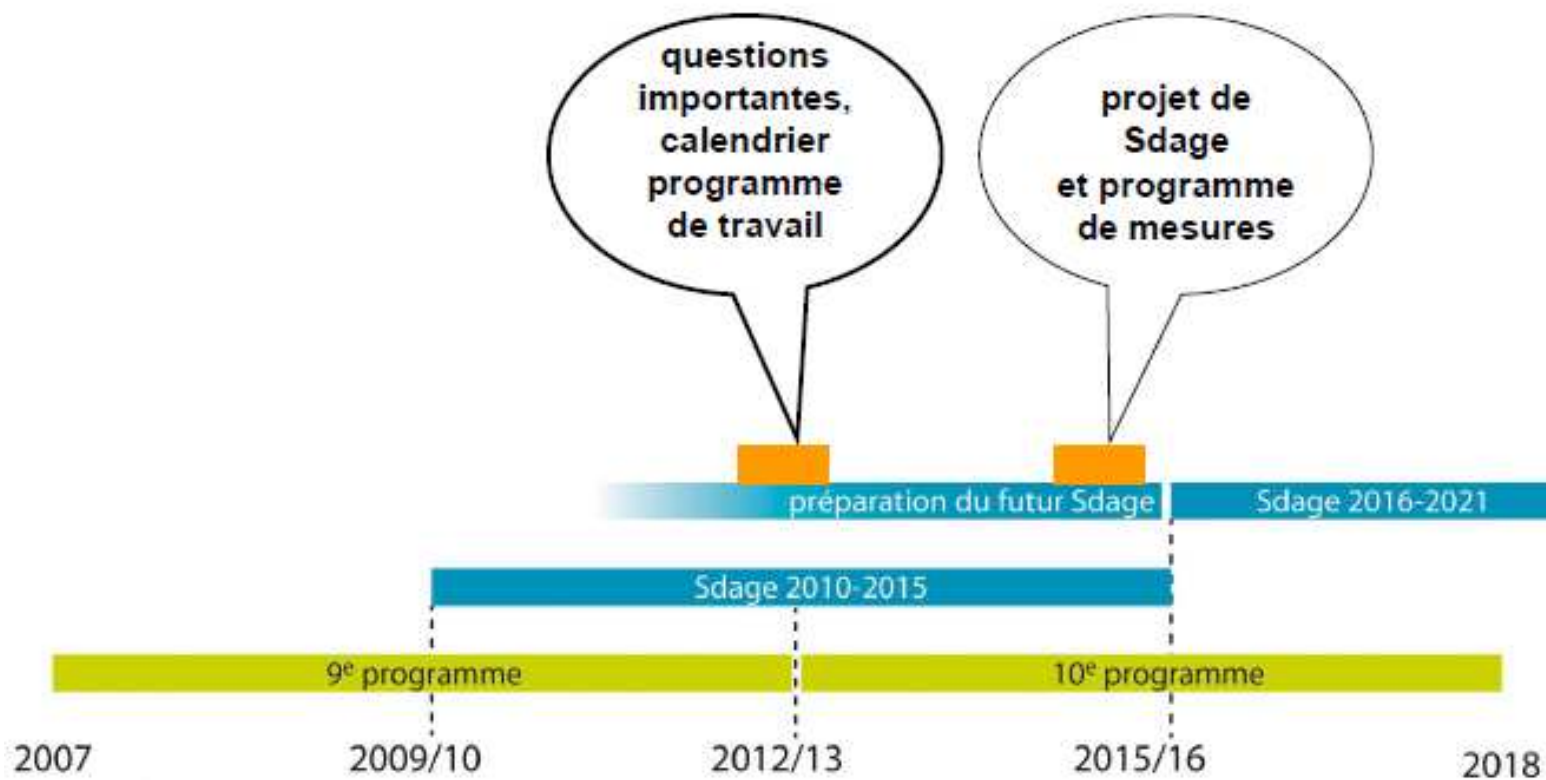 questions
importantes,
calendrier
programme
de travail
projet de
Sdage
et programme
de mesures
préparation du futur Sdage
Sdage 2016-2021
Sdage 2010-2015
9e programme
10e programme
2007
2009/10
2012/13
2015/16
2018